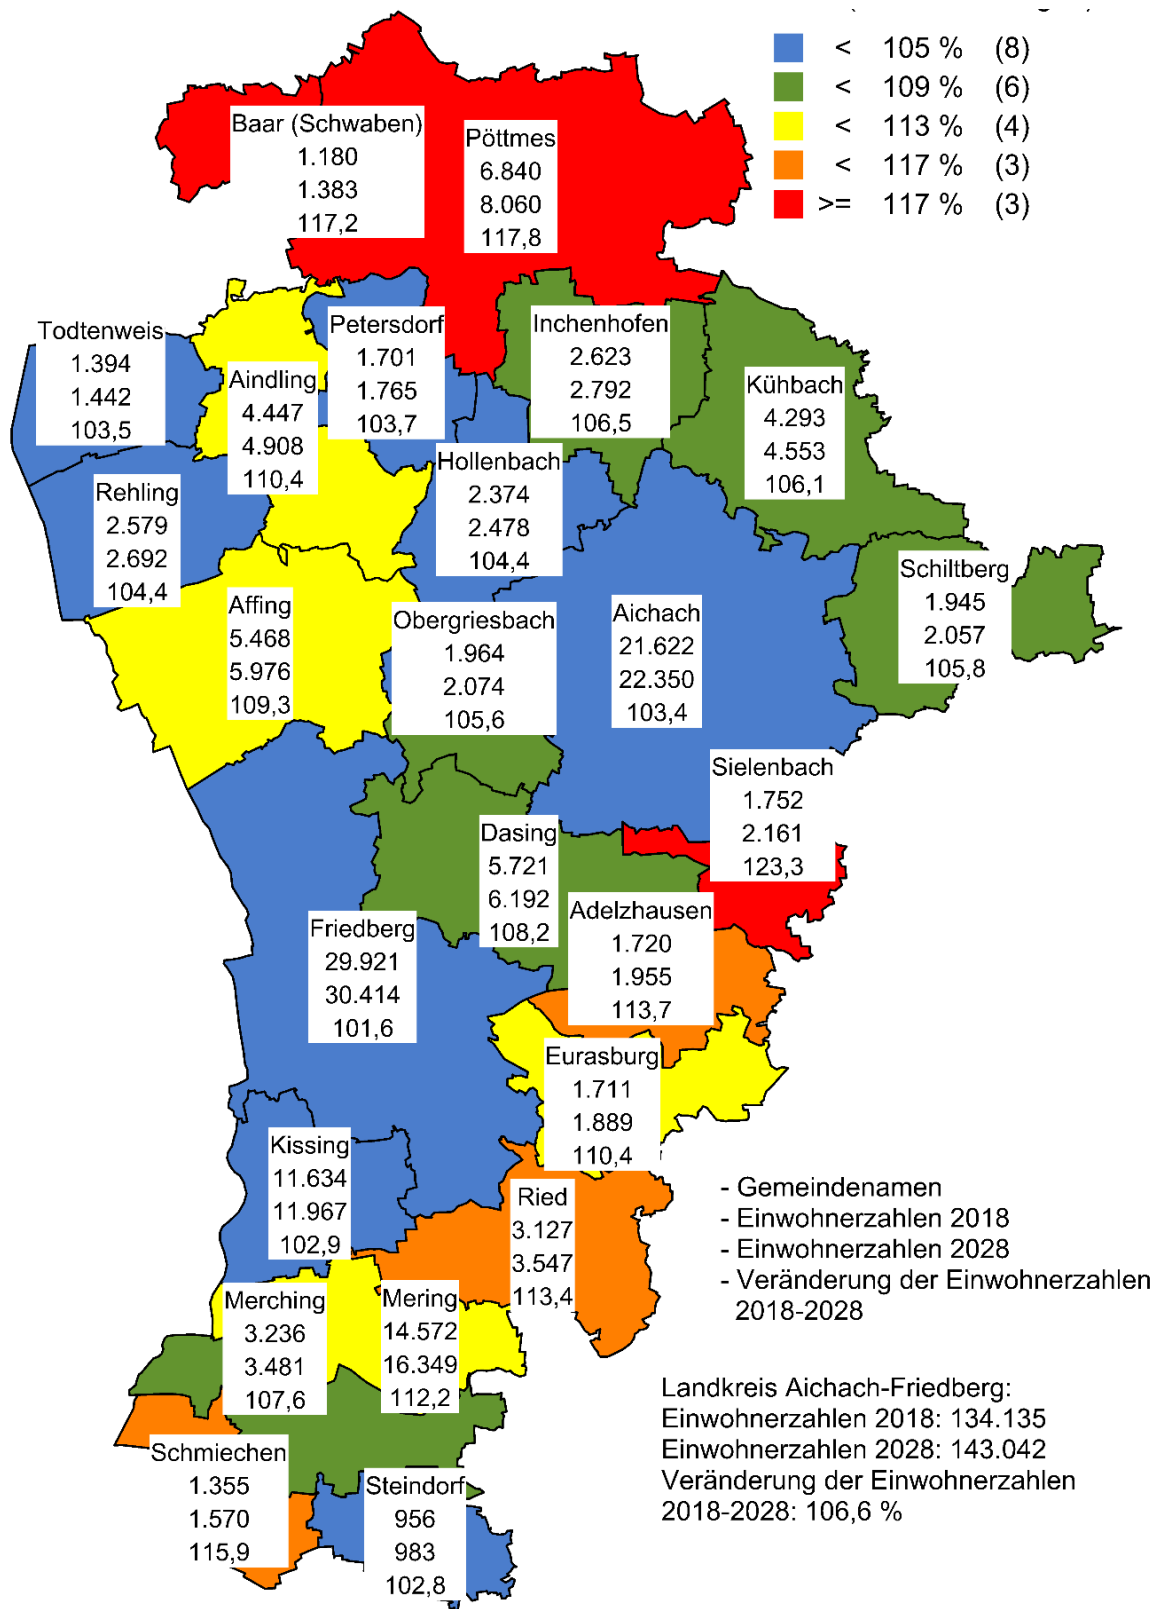 < 105 % (8)
< 109 % (6)
< 113 % (4)
< 117 % (3)
>= 117 % (3)
Baar (Schwaben)
1.180
1.383
117,2
Pöttmes
6.840
8.060
117,8
Todtenweis
1.394
1.442
103,5
Aindling
4.447
4.908
110,4
Petersdorf
1.701
1.765
103,7
Inchenhofen
2.623
2.792
106,5
Kühbach
4.293
4.553
106,1
Rehling
2.579
2.692
104,4
Hollenbach
2.374
2.478
104,4
Schiltberg
1.945
2.057
105,8
Affing
5.468
5.976
109,3
Obergriesbach
1.964
2.074
105,6
Aichach
21.622
22.350
103,4
Sielenbach
1.752
2.161
123,3
Dasing
5.721
6.192
108,2
Adelzhausen
1.720
1.955
113,7
Friedberg
29.921
30.414
101,6
Eurasburg
1.711
1.889
110,4
Kissing
11.634
11.967
102,9
Ried
3.127
3.547
113,4
Merching
3.236
3.481
107,6
Mering
14.572
16.349
112,2
Schmiechen
1.355
1.570
115,9
Steindorf
956
983
102,8
- Gemeindenamen
- Einwohnerzahlen 2018
- Einwohnerzahlen 2028
- Veränderung der Einwohnerzahlen
2018-2028
Landkreis Aichach-Friedberg:
Einwohnerzahlen 2018: 134.135
Einwohnerzahlen 2028: 143.042
Veränderung der Einwohnerzahlen
2018-2028: 106,6 %